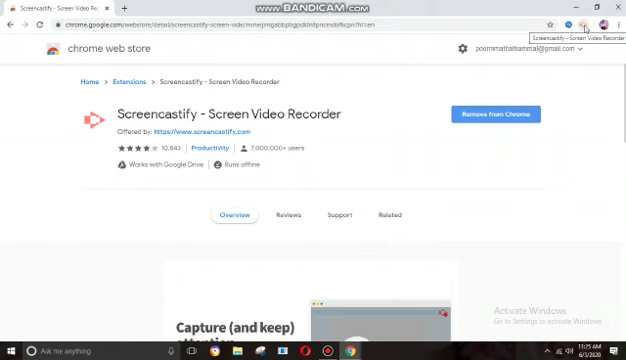 Screencastify - Screen Video Rec
WWW.BANDICAM.COM
chrome.google.com/webstore/detail/screencastify-screen-vide/mmeijimgabbpbgpdklnllpncmdofkcpn?hl=en
Screencastify - Screen Video Recorder
chrome web store
poornimathathammal@gmail.com
Home
Extensions
Screencastify - Screen Video Recorder
Screencastify - Screen Video Recorder
Remove from Chrome
Offered by: https://www.screencastify.com
10,843
Productivity
7,000,000+ users
Works with Google Drive
Runs offline
Overview
Reviews
Support
Related
Capture (and keep)
attention
Activate Windows
Go to Settings to activate Windows.
Ask me anything
11:25 AM
6/3/2020